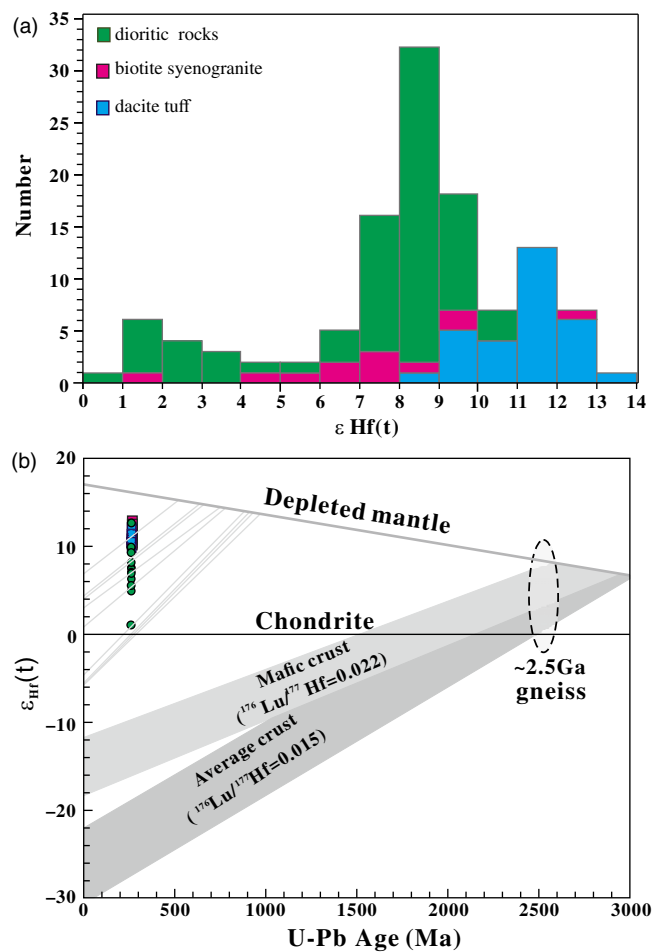 (a)
35
30
25
20
15
10
5
0
Number
dioritic rocks
biotite syenogranite
dacite tuff
0 1 2 3 4 5 6 7 8 9 10 11 12 13 14
ε Hf(t)
(b)
20
10
0
-10
-20
-30
εHf(t)
Depleted mantle
Chondrite
Mafic crust
(176 Lu/177 Hf=0.022)
Average crust
(176Lu/177Hf=0.015)
~2.5Ga
gneiss
0 500 1000 1500 2000 2500 3000
U-Pb Age (Ma)